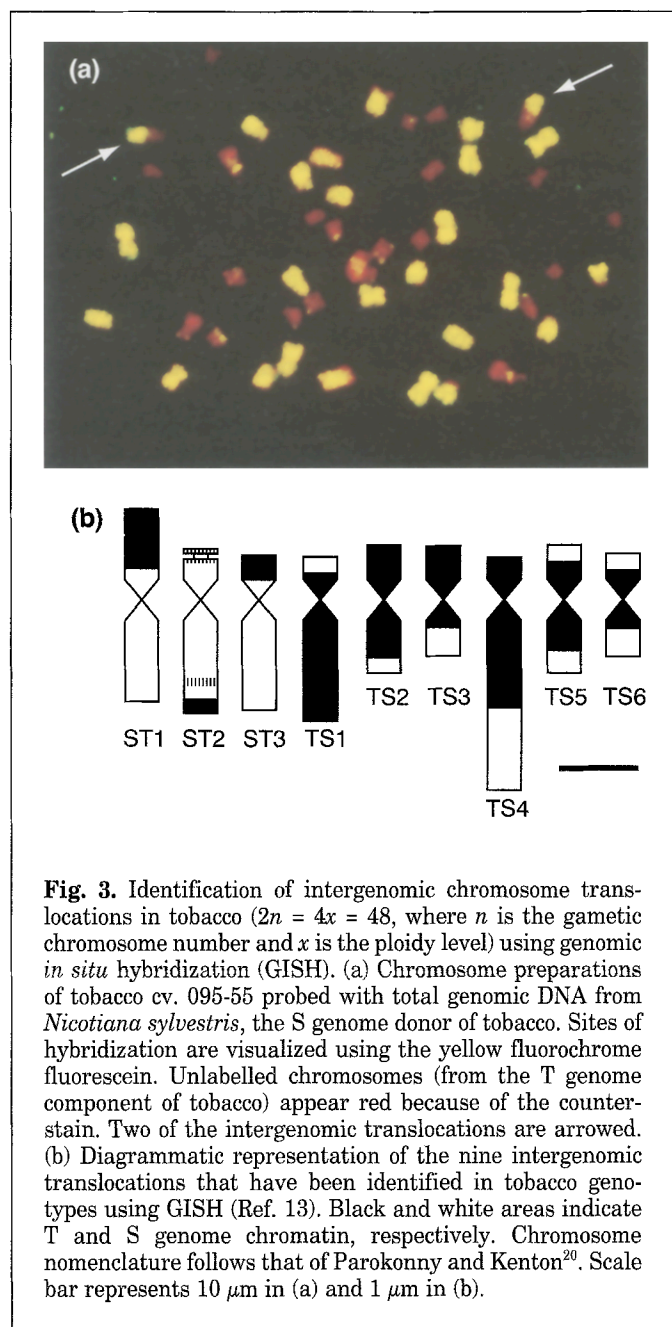 (a)
(b)
ST1 ST2 ST3 TS1 TS2 TS3 TS4 TS5 TS6
Fig. 3. Identification of intergenomic chromosome trans-
locations in tobacco (2n = 4x = 48, where n is the gametic
chromosome number and x is the ploidy level) using genomic
in situ hybridization (GISH). (a) Chromosome preparations
of tobacco cv. 095-55 probed with total genomic DNA from
Nicotiana sylvestris, the S genome donor of tobacco. Sites of
hybridization are visualized using the yellow fluorochrome
fluorescein. Unlabelled chromosomes (from the T genome
component of tobacco) appear red because of the counter-
stain. Two of the intergenomic translocations are arrowed.
(b) Diagrammatic representation of the nine intergenomic
translocations that have been identified in tobacco geno-
types using GISH (Ref. 13). Black and white areas indicate
T and S genome chromatin, respectively. Chromosome
nomenclature follows that of Parokonny and Kenton²⁰. Scale
bar represents 10 μm in (a) and 1 μm in (b).